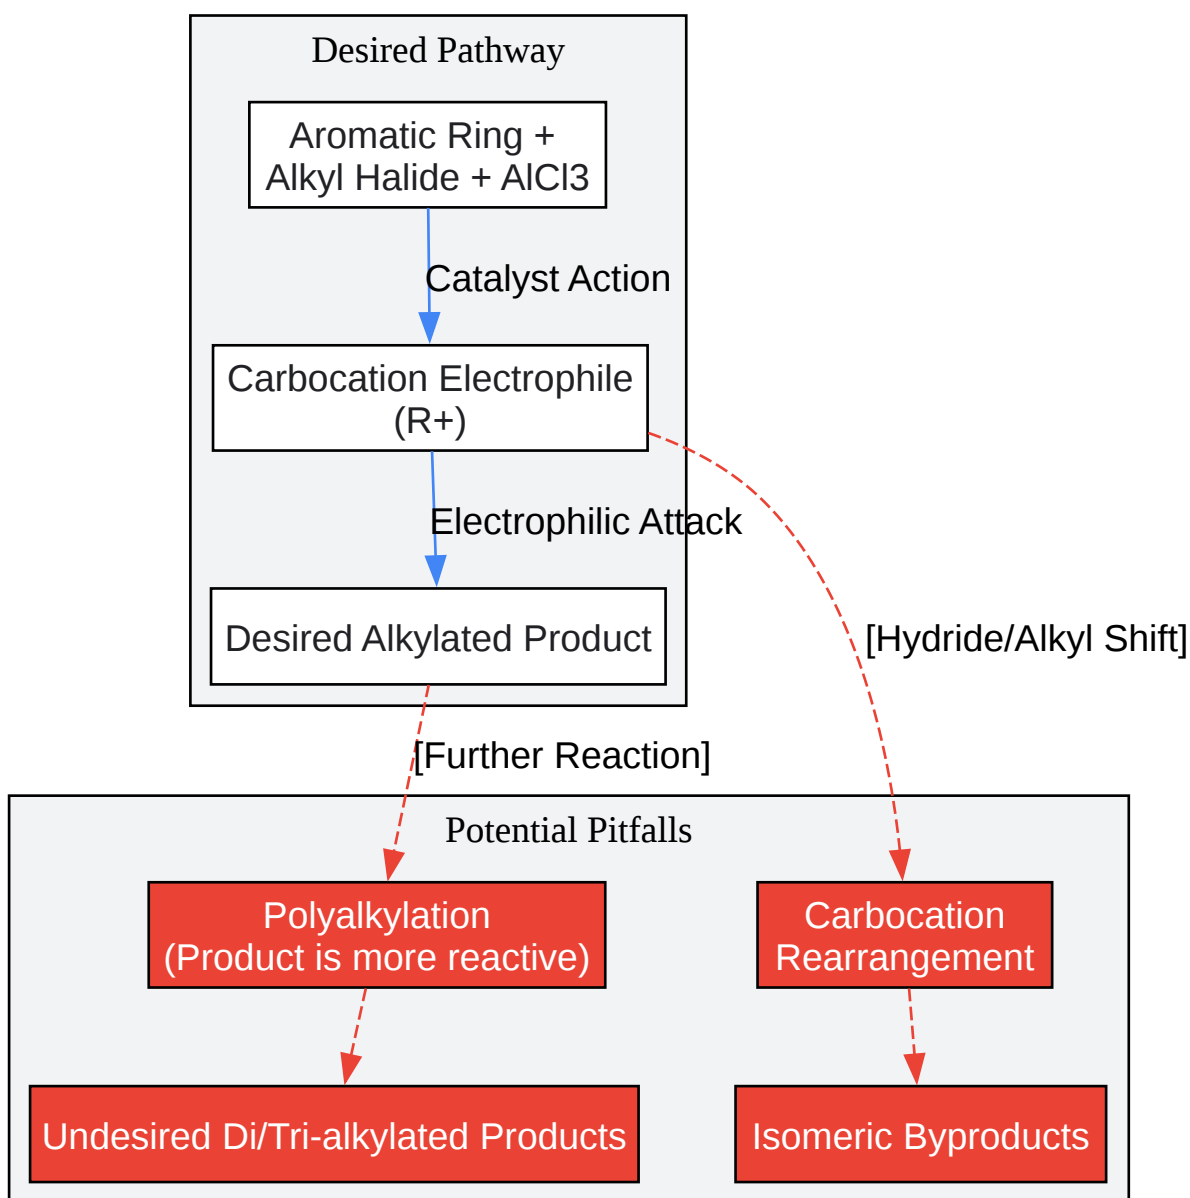 Desired Pathway
Aromatic Ring +
Alkyl Halide + AlCl3
Catalyst Action
Carbocation Electrophile
(R+)
Electrophilic Attack
Desired Alkylated Product
[Hydride/Alkyl Shift]
[Further Reaction]
Potential Pitfalls
Polyalkylation
(Product is more reactive)
Carbocation
Rearrangement
Undesired Di/Tri-alkylated Products
Isomeric Byproducts